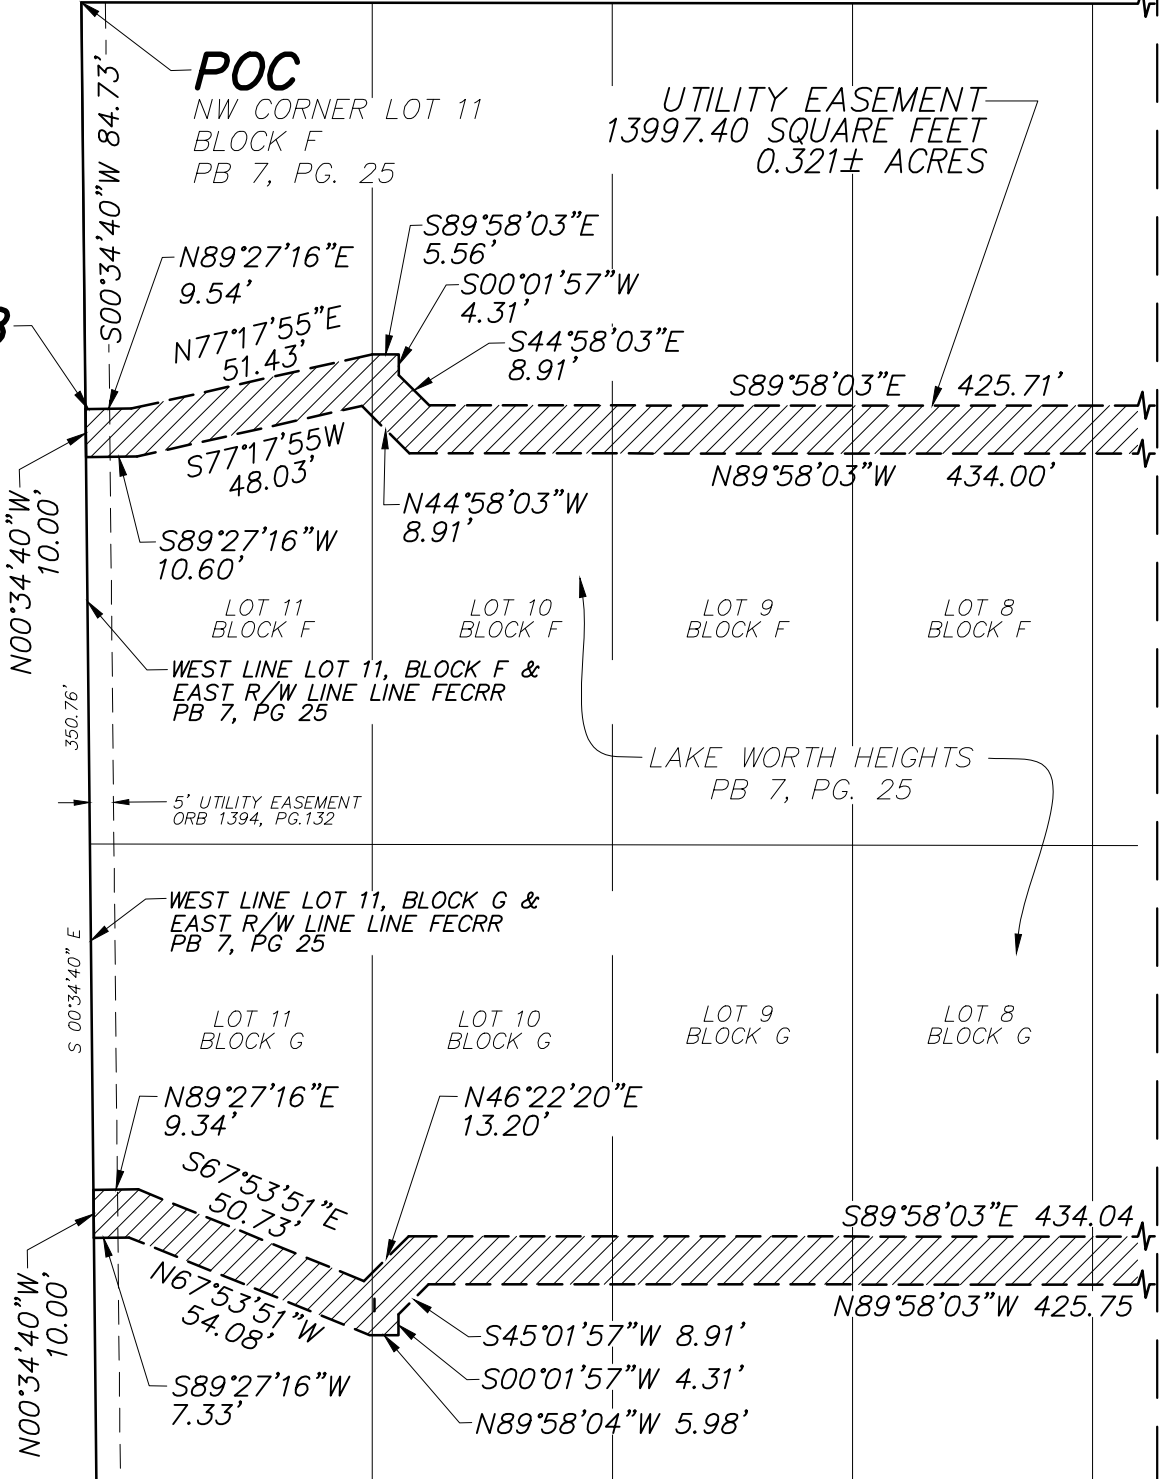 POC
NW CORNER LOT 11
BLOCK F
PB 7, PG. 25
S00°34'40"W 84.73'
UTILITY EASEMENT
13997.40 SQUARE FEET
0.321± ACRES
N89°27'16"E
9.54'
S89°58'03"E
5.56'
S00°01'57"W
4.31'
S44°58'03"E
8.91'
N77°17'55"E
51.43'
S89°58'03"E 425.71'
S77°17'55W
48.03'
N89°58'03"W 434.00'
N44°58'03"W
8.91'
N00°34'40"W
10.00'
S89°27'16"W
10.60'
LOT 11
BLOCK F
LOT 10
BLOCK F
LOT 9
BLOCK F
LOT 8
BLOCK F
WEST LINE LOT 11, BLOCK F &
EAST R/W LINE LINE FECRR
PB 7, PG 25
350.76'
LAKE WORTH HEIGHTS
PB 7, PG. 25
5' UTILITY EASEMENT
ORB 1394, PG.132
WEST LINE LOT 11, BLOCK G &
EAST R/W LINE LINE FECRR
PB 7, PG 25
S 00°34'40" E
LOT 11
BLOCK G
LOT 10
BLOCK G
LOT 9
BLOCK G
LOT 8
BLOCK G
N89°27'16"E
9.34'
N46°22'20"E
13.20'
S67°53'51"E
50.73'
S89°58'03"E 434.04
N67°53'51"W
54.08'
N89°58'03"W 425.75
N00°34'40"W
10.00'
S45°01'57"W 8.91'
S00°01'57"W 4.31'
S89°27'16"W
7.33'
N89°58'04"W 5.98'